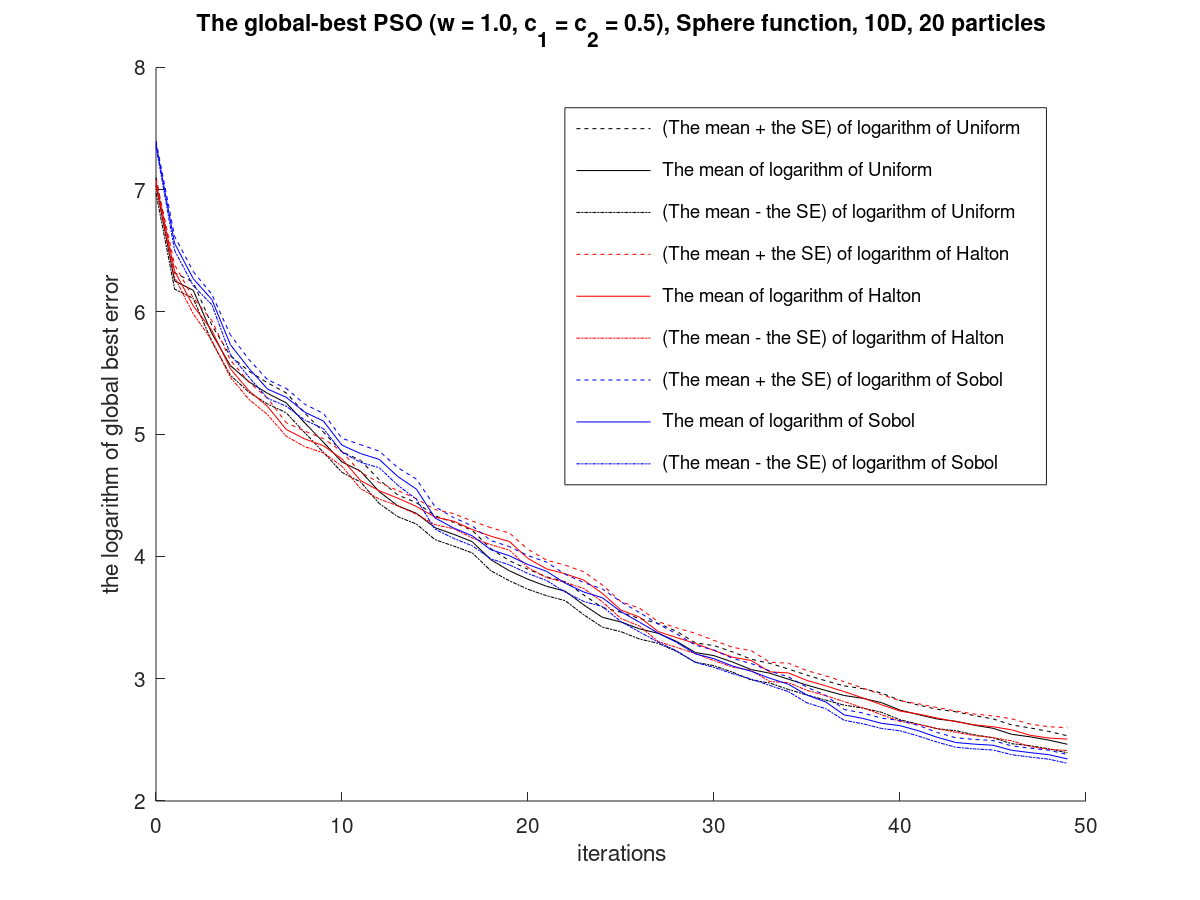 The global-best PSO (w = 1.0, c1 = c2 = 0.5), Sphere function, 10D, 20 particles
8
7
6
5
4
3
2
the logarithm of global best error
(The mean + the SE) of logarithm of Uniform
The mean of logarithm of Uniform
(The mean - the SE) of logarithm of Uniform
(The mean + the SE) of logarithm of Halton
The mean of logarithm of Halton
(The mean - the SE) of logarithm of Halton
(The mean + the SE) of logarithm of Sobol
The mean of logarithm of Sobol
(The mean - the SE) of logarithm of Sobol
0 10 20 30 40 50
iterations